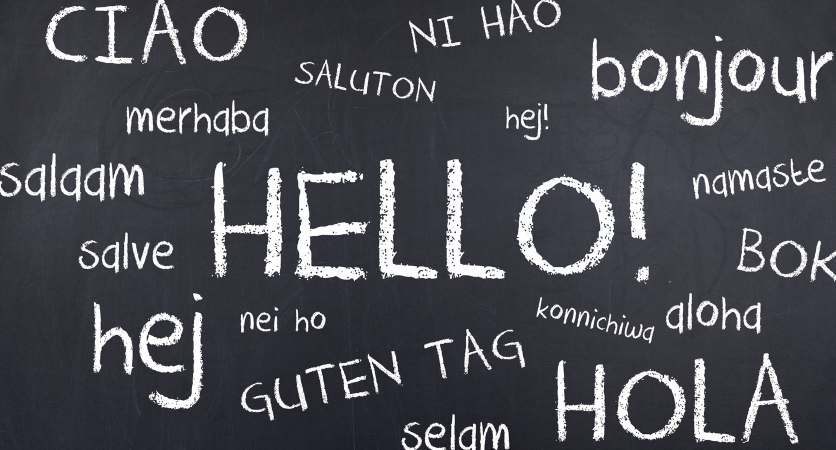 CIAO
NI HAO
bonjour
SALUTON
merhaba
hej!
salaam
HELLO!
namaste
salve
BOK
hej
nei ho
konnichiwa
aloha
GUTEN TAG
HOLA
selam